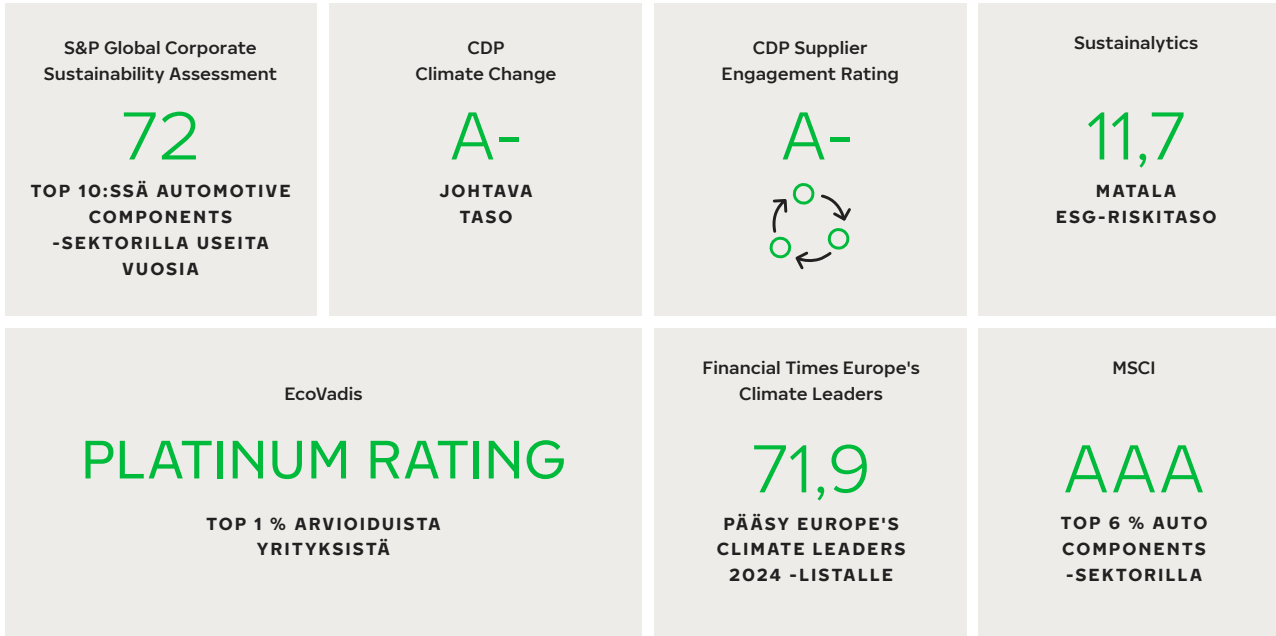 S&P Global Corporate
Sustainability Assessment
72
TOP 10:SSÄ AUTOMOTIVE
COMPONENTS
-SEKTORILLA USEITA
VUOSIA
CDP
Climate Change
A-
JOHTAVA
TASO
CDP Supplier
Engagement Rating
A-
Sustainalytics
11,7
MATALA
ESG-RISKITASO
EcoVadis
PLATINUM RATING
TOP 1 % ARVIOIDUISTA
YRITYKSISTÄ
Financial Times Europe's
Climate Leaders
71,9
PÄÄSY EUROPE'S
CLIMATE LEADERS
2024 -LISTALLE
MSCI
AAA
TOP 6 % AUTO
COMPONENTS
-SEKTORILLA